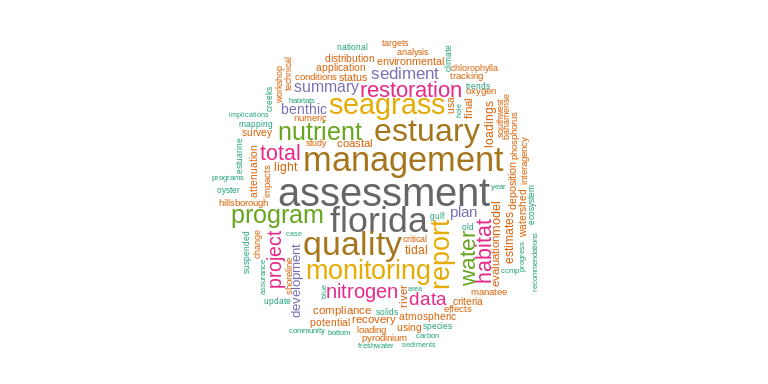 national
targets
analysis
climate
distribution
environmental
application
chlorophylla
conditions
status
sediment
tracking
technical
workshop
summary
restoration
oxygen
trends
habitats
benthic
seagrass
usa
hole
final
creeks
implications
numeric
mapping
nutrient
estuary
loadings
southwest
bahamense
phosphorus
survey
study
coastal
estuarine
total
management
interagency
attenuation
light
programs
impacts
assessment
year
deposition
oyster
hillsborough
program
florida
gulf
plan
model
watershed
ecosystem
case
old
estimates
change
quality
critical
tidal
report
water
habitat
evaluation
progress
recommendations
suspended
project
development
monitoring
ccmp
assurance
shoreline
blue
nitrogen
area
river
data
manatee
criteria
update
effects
compliance
solids
atmospheric
potential
recovery
using
species
community
bottom
loading
carbon
pyrodinium
freshwater
sediments